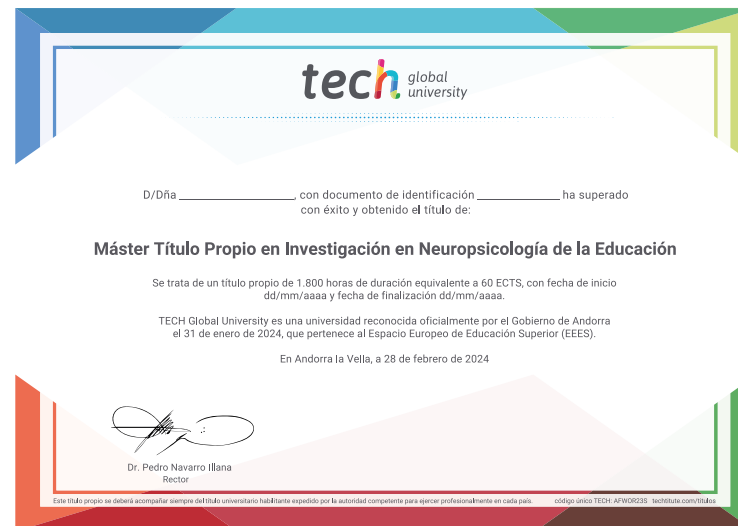 tech global university
D/Dña ____________________, con documento de identificación ______________ ha superado
con éxito y obtenido el título de:
Máster Título Propio en Investigación en Neuropsicología de la Educación
Se trata de un título propio de 1.800 horas de duración equivalente a 60 ECTS, con fecha de inicio
dd/mm/aaaa y fecha de finalización dd/mm/aaaa.
TECH Global University es una universidad reconocida oficialmente por el Gobierno de Andorra
el 31 de enero de 2024, que pertenece al Espacio Europeo de Educación Superior (EEES).
En Andorra la Vella, a 28 de febrero de 2024
Dr. Pedro Navarro Illana
Rector
Este título propio se deberá acompañar siempre del título universitario habilitante expedido por la autoridad competente para ejercer profesionalmente en cada país. código único TECH: AFWOR23S techtitute.com/titulos